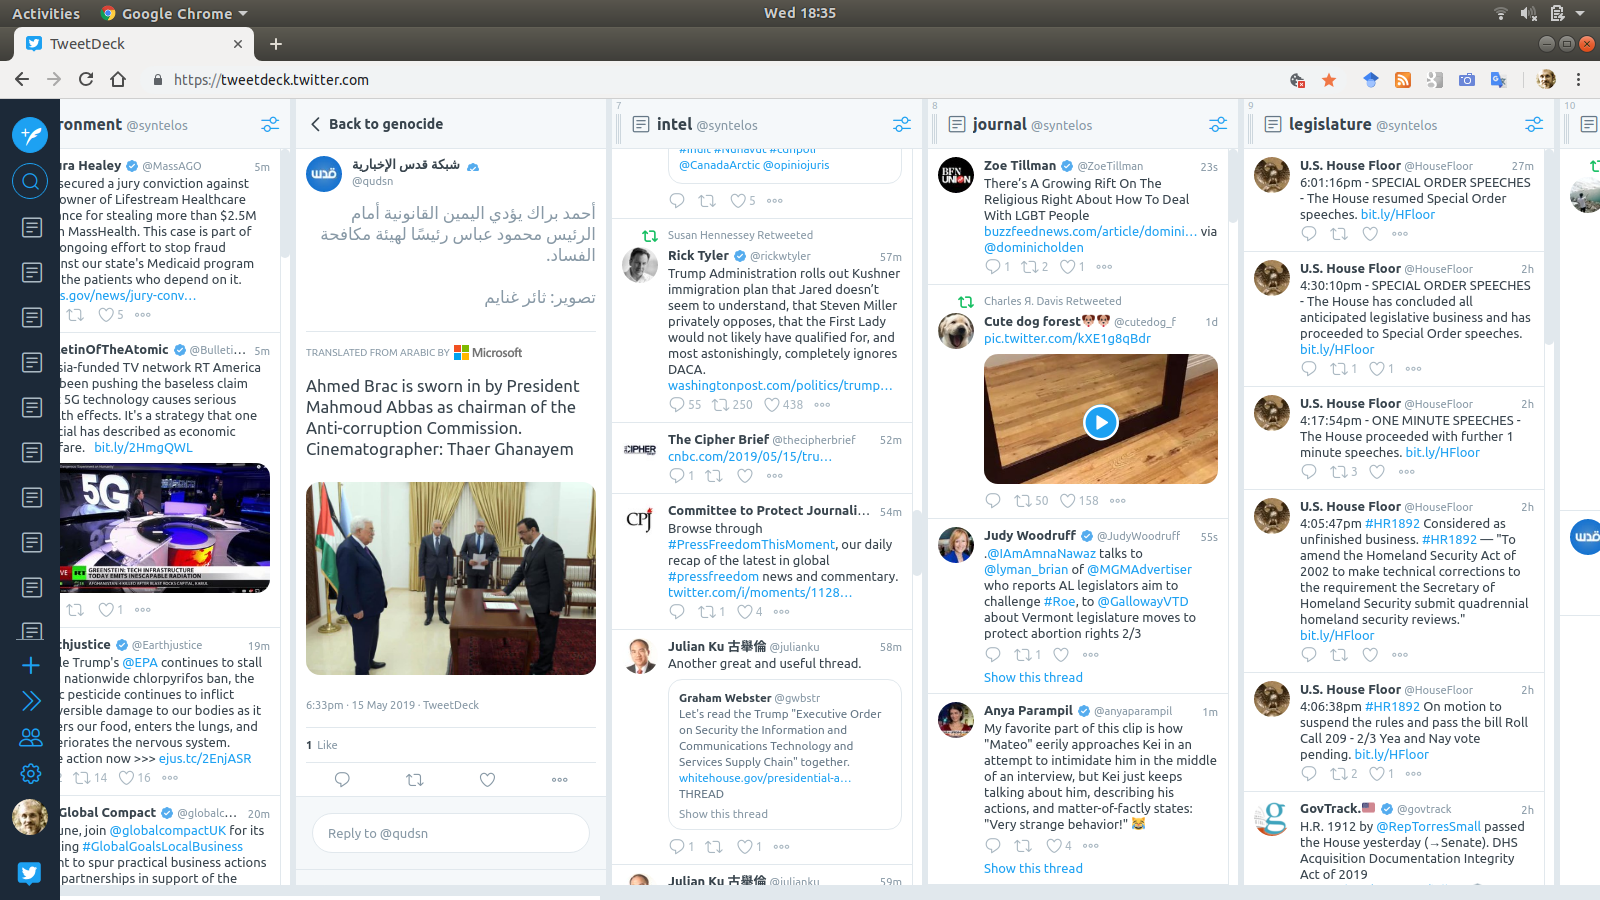 Activities
Google Chrome
Wed 18:35
TweetDeck
https://tweetdeck.twitter.com
ronment @syntelos
ura Healey @MassAGO 5m
secured a jury conviction against
owner of Lifestream Healthcare
ance for stealing more than $2.5M
MassHealth. This case is part of
ongoing effort to stop fraud
inst our state's Medicaid program
the patients who depend on it.
s.gov/news/jury-conv…
5
letinOfTheAtomic @Bulleti… 5m
sia-funded TV network RT America
been pushing the baseless claim
5G technology causes serious
th effects. It's a strategy that one
cial has described as economic
fare. bit.ly/2HmgQWL
5G
LIVE RT
GREENSTEIN: TECH INFRASTRUCTURE
TODAY EMITS INESCAPABLE RADIATION
1
thjustice @Earthjustice 19m
le Trump's @EPA continues to stall
nationwide chlorpyrifos ban, the
c pesticide continues to inflict
versible damage to our bodies as it
ers our food, enters the lungs, and
eriorates the nervous system.
e action now >>> ejus.tc/2EnjASR
2 14 16
Global Compact @globalc… 20m
une, join @globalcompactUK for its
ing #GlobalGoalsLocalBusiness
nt to spur practical business actions
partnerships in support of the
Back to genocide
شبكة قدس الإخبارية
@qudsn
أحمد براك يؤدي اليمين القانونية أمام
الرئيس محمود عباس رئيسًا لهيئة مكافحة
الفساد.
تصوير: ثائر غنايم
TRANSLATED FROM ARABIC BY Microsoft
Ahmed Brac is sworn in by President
Mahmoud Abbas as chairman of the
Anti-corruption Commission.
Cinematographer: Thaer Ghanayem
6:33pm · 15 May 2019 · TweetDeck
1 Like
Reply to @qudsn
7
intel @syntelos
#Inuit #Nunavut #cdnpoli
@CanadaArctic @opiniojuris
5
Susan Hennessey Retweeted
Rick Tyler @rickwtyler 57m
Trump Administration rolls out Kushner
immigration plan that Jared doesn't
seem to understand, that Steven Miller
privately opposes, that the First Lady
would not likely have qualified for, and
most astonishingly, completely ignores
DACA.
washingtonpost.com/politics/trump…
55 250 438
CIPHER
The Cipher Brief @thecipherbrief 52m
cnbc.com/2019/05/15/tru…
1
CPJ
Committee to Protect Journali… 54m
Browse through
#PressFreedomThisMoment, our daily
recap of the latest in global
#pressfreedom news and commentary.
twitter.com/i/moments/1128…
1 4
Julian Ku 古舉倫 @julianku 58m
Another great and useful thread.
Graham Webster @gwbstr
Let's read the Trump "Executive Order
on Security the Information and
Communications Technology and
Services Supply Chain" together.
whitehouse.gov/presidential-a…
THREAD
Show this thread
1 1
Julian Ku 古舉倫 @julianku 59m
8
journal @syntelos
BFN
UNION
Zoe Tillman @ZoeTillman 23s
There's A Growing Rift On The
Religious Right About How To Deal
With LGBT People
buzzfeednews.com/article/domini… via
@dominicholden
1 2 1
Charles Я. Davis Retweeted
Cute dog forest🐶🐶 @cutedog_f 1d
pic.twitter.com/kXE1g8qBdr
50 158
Judy Woodruff @JudyWoodruff 55s
.@IAmAmnaNawaz talks to
@lyman_brian of @MGMAdvertiser
who reports AL legislators aim to
challenge #Roe, to @GallowayVTD
about Vermont legislature moves to
protect abortion rights 2/3
1
Show this thread
Anya Parampil @anyaparampil 1m
My favorite part of this clip is how
"Mateo" eerily approaches Kei in an
attempt to intimidate him in the middle
of an interview, but Kei just keeps
talking about him, describing his
actions, and matter-of-factly states:
"Very strange behavior!" 😹
4
Show this thread
9
legislature @syntelos
U.S. House Floor @HouseFloor 27m
6:01:16pm - SPECIAL ORDER SPEECHES
- The House resumed Special Order
speeches. bit.ly/HFloor
U.S. House Floor @HouseFloor 2h
4:30:10pm - SPECIAL ORDER SPEECHES
- The House has concluded all
anticipated legislative business and has
proceeded to Special Order speeches.
bit.ly/HFloor
1 1
U.S. House Floor @HouseFloor 2h
4:17:54pm - ONE MINUTE SPEECHES -
The House proceeded with further 1
minute speeches. bit.ly/HFloor
3
U.S. House Floor @HouseFloor 2h
4:05:47pm #HR1892 Considered as
unfinished business. #HR1892 — "To
amend the Homeland Security Act of
2002 to make technical corrections to
the requirement the Secretary of
Homeland Security submit quadrennial
homeland security reviews."
bit.ly/HFloor
U.S. House Floor @HouseFloor 2h
4:06:38pm #HR1892 On motion to
suspend the rules and pass the bill Roll
Call 209 - 2/3 Yea and Nay vote
pending. bit.ly/HFloor
2 1
GovTrack.🇺🇸 @govtrack 2h
H.R. 1912 by @RepTorresSmall passed
the House yesterday (→Senate). DHS
Acquisition Documentation Integrity
Act of 2019
10